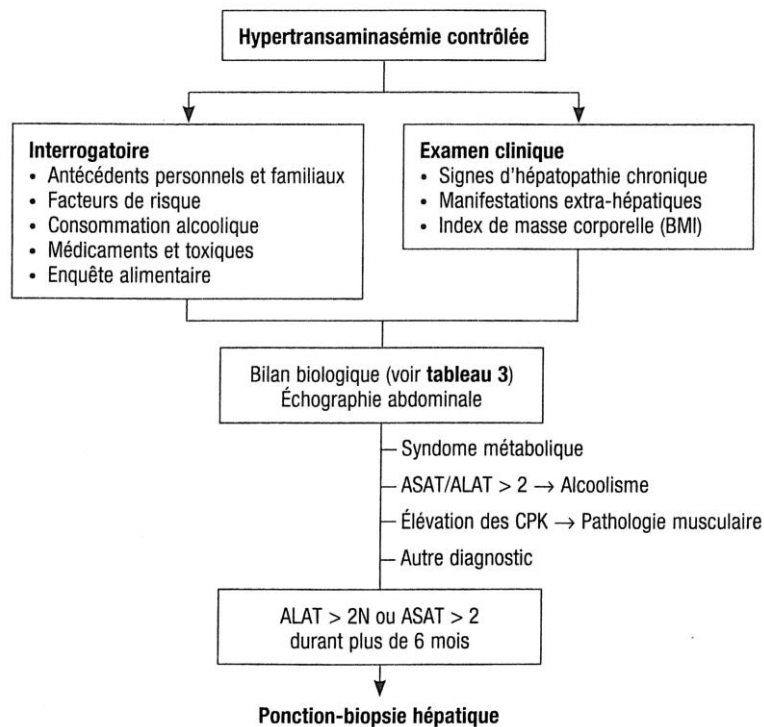 Hypertransaminasémie contrôlée
Interrogatoire
• Antécédents personnels et familiaux
• Facteurs de risque
• Consommation alcoolique
• Médicaments et toxiques
• Enquête alimentaire
Examen clinique
• Signes d'hépatopathie chronique
• Manifestations extra-hépatiques
• Index de masse corporelle (BMI)
Bilan biologique (voir tableau 3)
Échographie abdominale
Syndome métabolique
ASAT/ALAT > 2 → Alcoolisme
Élévation des CPK → Pathologie musculaire
Autre diagnostic
ALAT > 2N ou ASAT > 2
durant plus de 6 mois
Ponction-biopsie hépatique